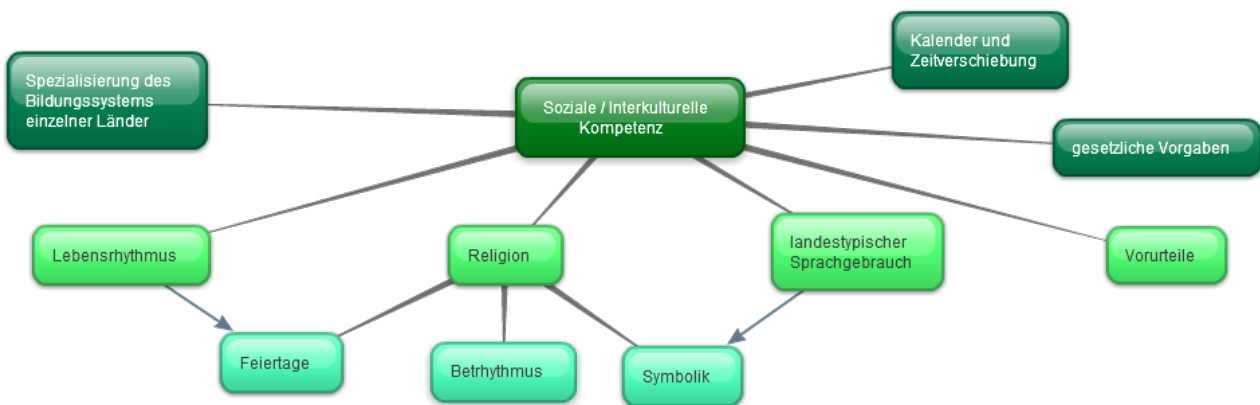 Kalender und
Zeitverschiebung
Spezialisierung des
Bildungssystems
einzelner Länder
Soziale / Interkulturelle
Kompetenz
gesetzliche Vorgaben
Lebensrhythmus
Religion
landestypischer
Sprachgebrauch
Vorurteile
Feiertage
Betrhythmus
Symbolik